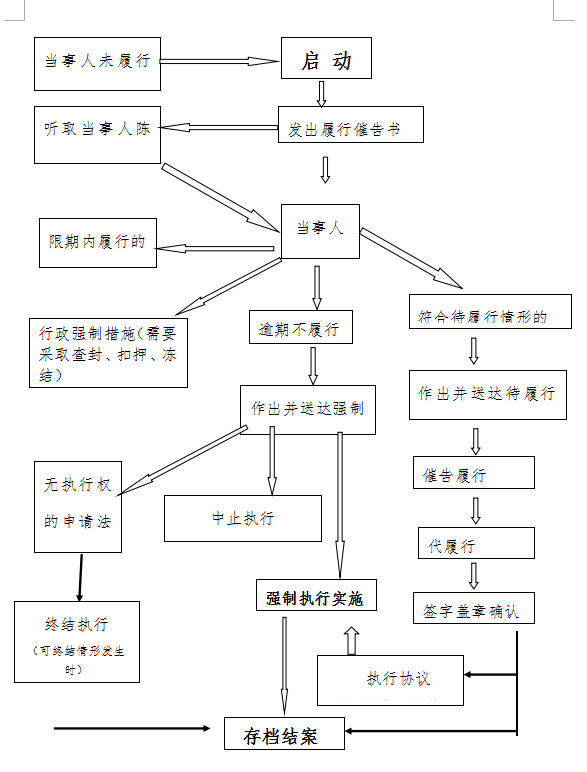 当事人未履行
启 动
听取当事人陈
发出履行催告书
当事人
限期内履行的
行政强制措施(需要
采取查封、扣押、冻
结)
逾期不履行
符合待履行情形的
作出并送达强制
作出并送达待履行
无执行权
的申请法
中止执行
催告履行
代履行
强制执行实施
签字盖章确认
终结执行
(可终结情形发生
时)
执行协议
存档结案